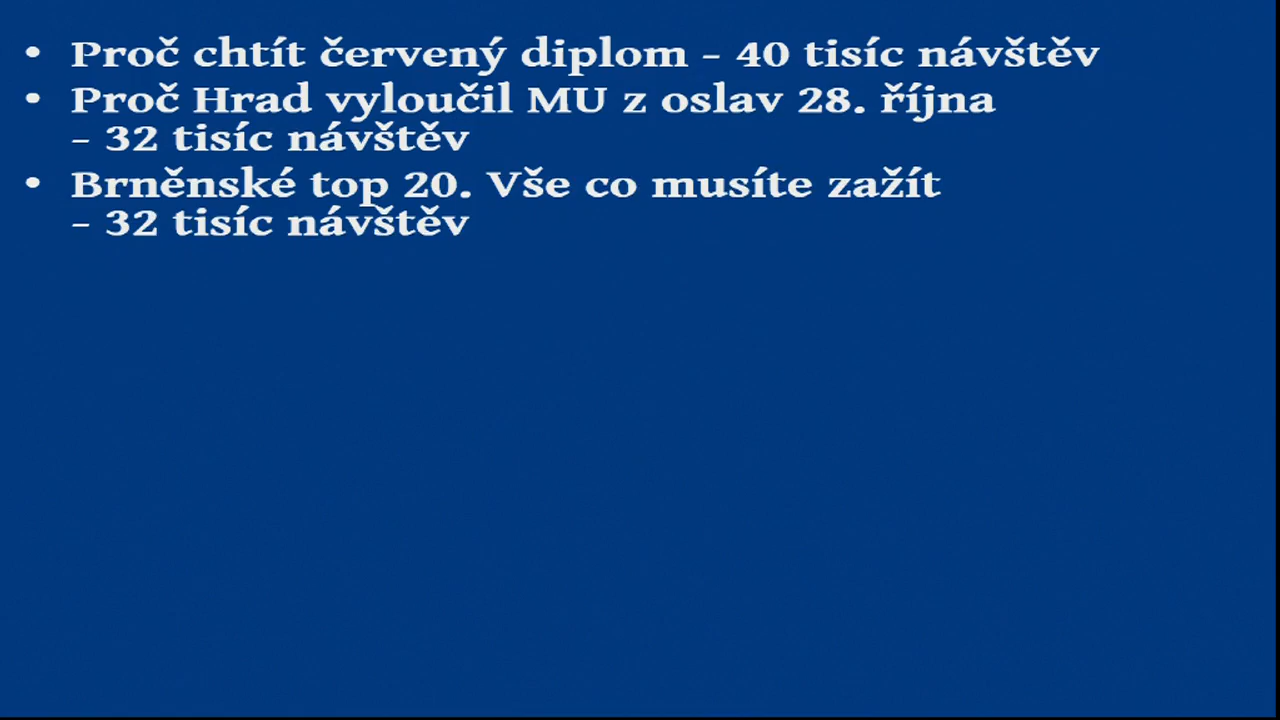 • Proč chtít červený diplom – 40 tisíc návštěv
• Proč Hrad vyloučil MU z oslav 28. října
– 32 tisíc návštěv
• Brněnské top 20. Vše co musíte zažít
– 32 tisíc návštěv